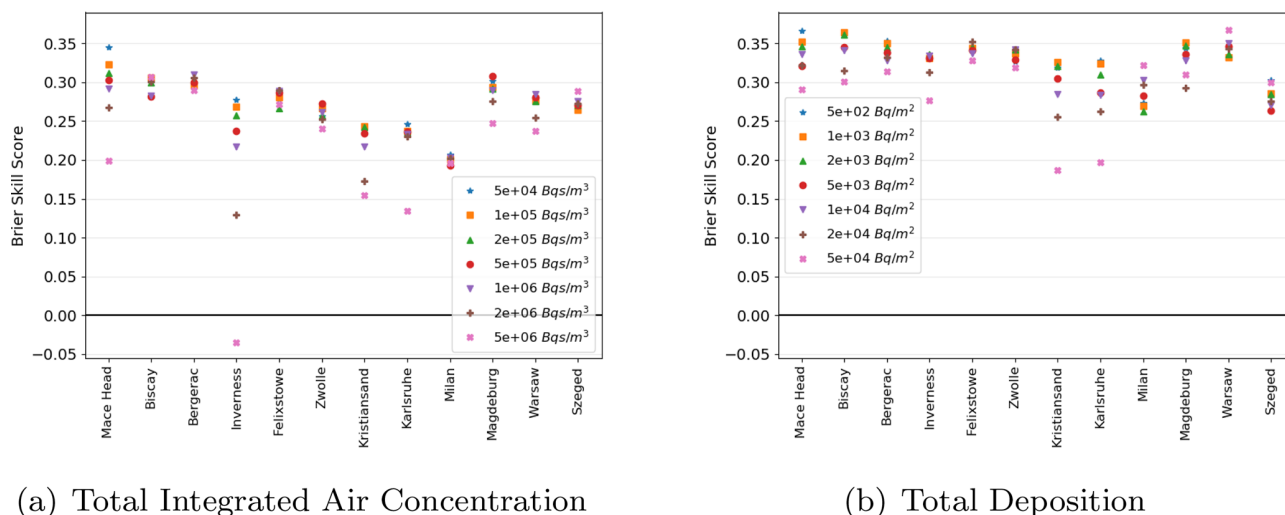 0.35
0.30
0.25
0.20
0.15
0.10
0.05
0.00
−0.05
Brier Skill Score
5e+04 Bqs/m³
1e+05 Bqs/m³
2e+05 Bqs/m³
5e+05 Bqs/m³
1e+06 Bqs/m³
2e+06 Bqs/m³
5e+06 Bqs/m³
Mace Head
Biscay
Bergerac
Inverness
Felixstowe
Zwolle
Kristiansand
Karlsruhe
Milan
Magdeburg
Warsaw
Szeged
(a) Total Integrated Air Concentration
0.35
0.30
0.25
0.20
0.15
0.10
0.05
0.00
−0.05
Brier Skill Score
5e+02 Bq/m²
1e+03 Bq/m²
2e+03 Bq/m²
5e+03 Bq/m²
1e+04 Bq/m²
2e+04 Bq/m²
5e+04 Bq/m²
Mace Head
Biscay
Bergerac
Inverness
Felixstowe
Zwolle
Kristiansand
Karlsruhe
Milan
Magdeburg
Warsaw
Szeged
(b) Total Deposition